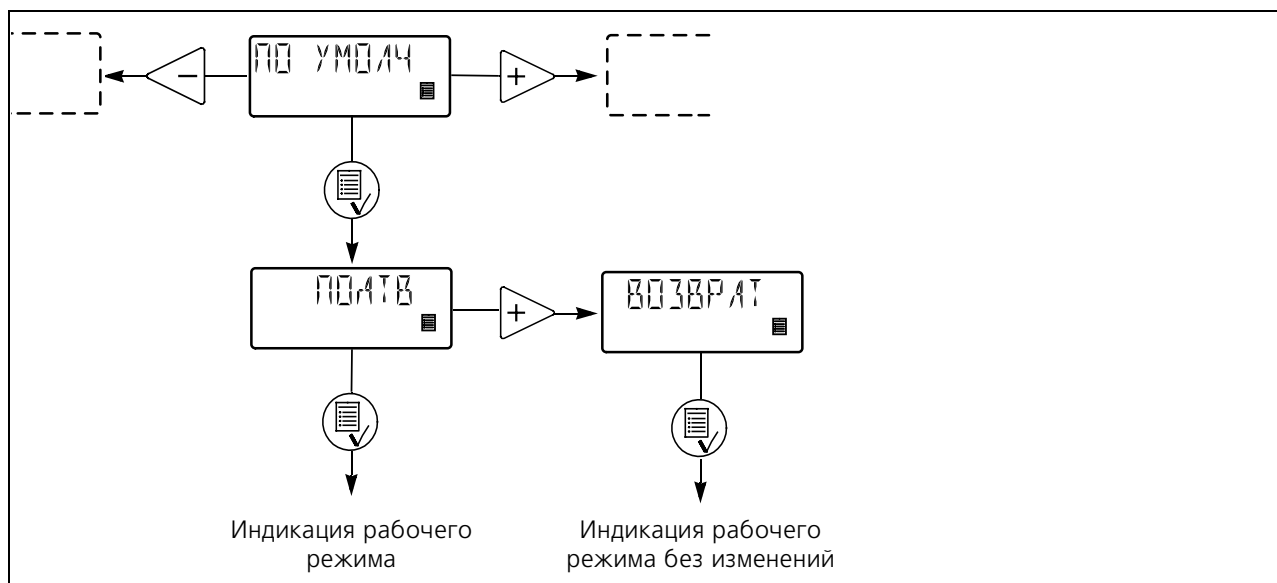 ПО УМОЛЧ
−
+
ПОДТВ
+
ВОЗВРАТ
Индикация рабочего
режима
Индикация рабочего
режима без изменений